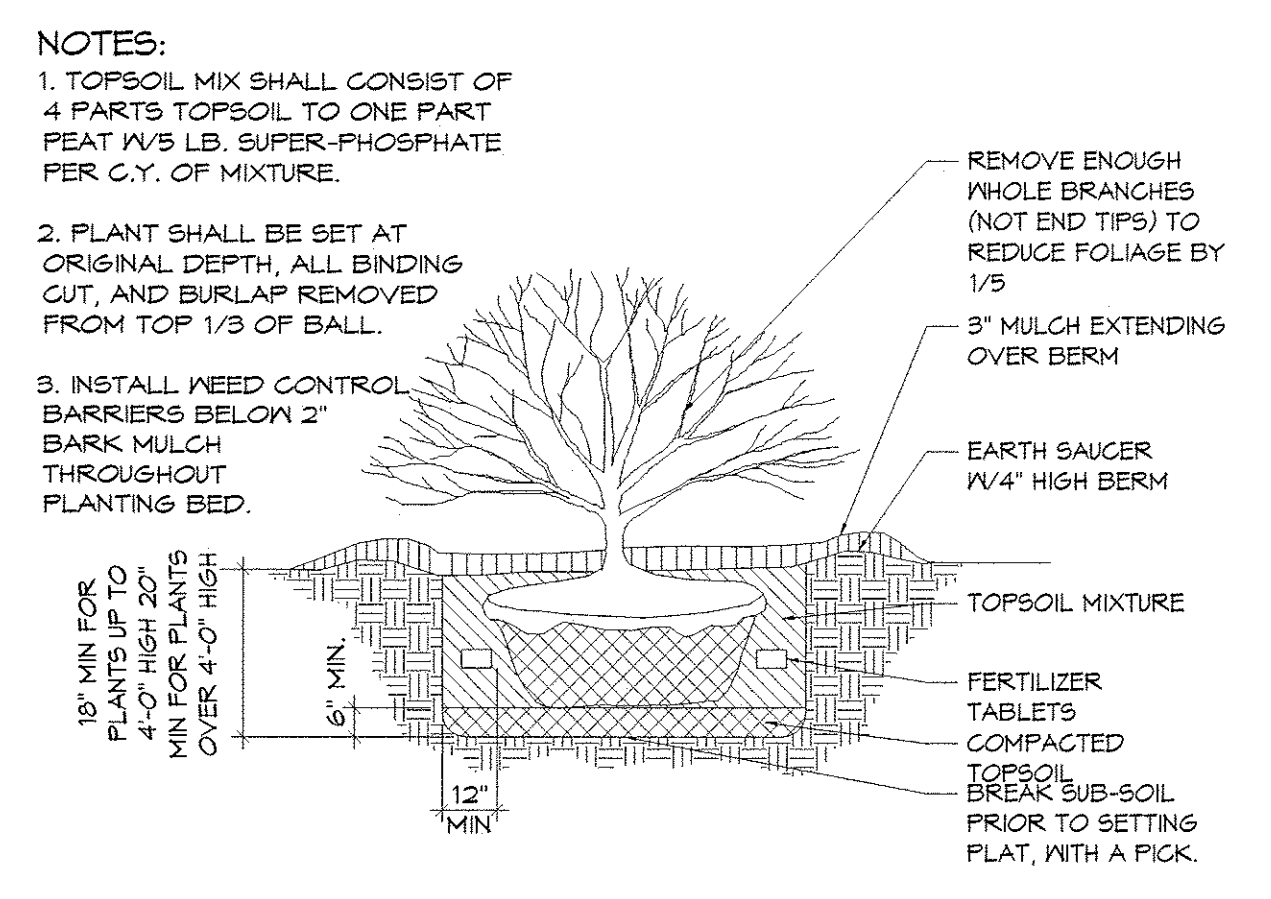 NOTES:
1. TOPSOIL MIX SHALL CONSIST OF
4 PARTS TOPSOIL TO ONE PART
PEAT W/5 LB. SUPER-PHOSPHATE
PER C.Y. OF MIXTURE.
2. PLANT SHALL BE SET AT
ORIGINAL DEPTH, ALL BINDING
CUT, AND BURLAP REMOVED
FROM TOP 1/3 OF BALL.
3. INSTALL WEED CONTROL
BARRIERS BELOW 2"
BARK MULCH
THROUGHOUT
PLANTING BED.
REMOVE ENOUGH
WHOLE BRANCHES
(NOT END TIPS) TO
REDUCE FOLIAGE BY
1/5
3" MULCH EXTENDING
OVER BERM
EARTH SAUCER
W/4" HIGH BERM
TOPSOIL MIXTURE
FERTILIZER
TABLETS
COMPACTED
TOPSOIL
BREAK SUB-SOIL
PRIOR TO SETTING
PLAT, WITH A PICK.
18" MIN FOR
PLANTS UP TO
4'-0" HIGH 20"
MIN FOR PLANTS
OVER 4'-0" HIGH
6" MIN.
12"
MIN